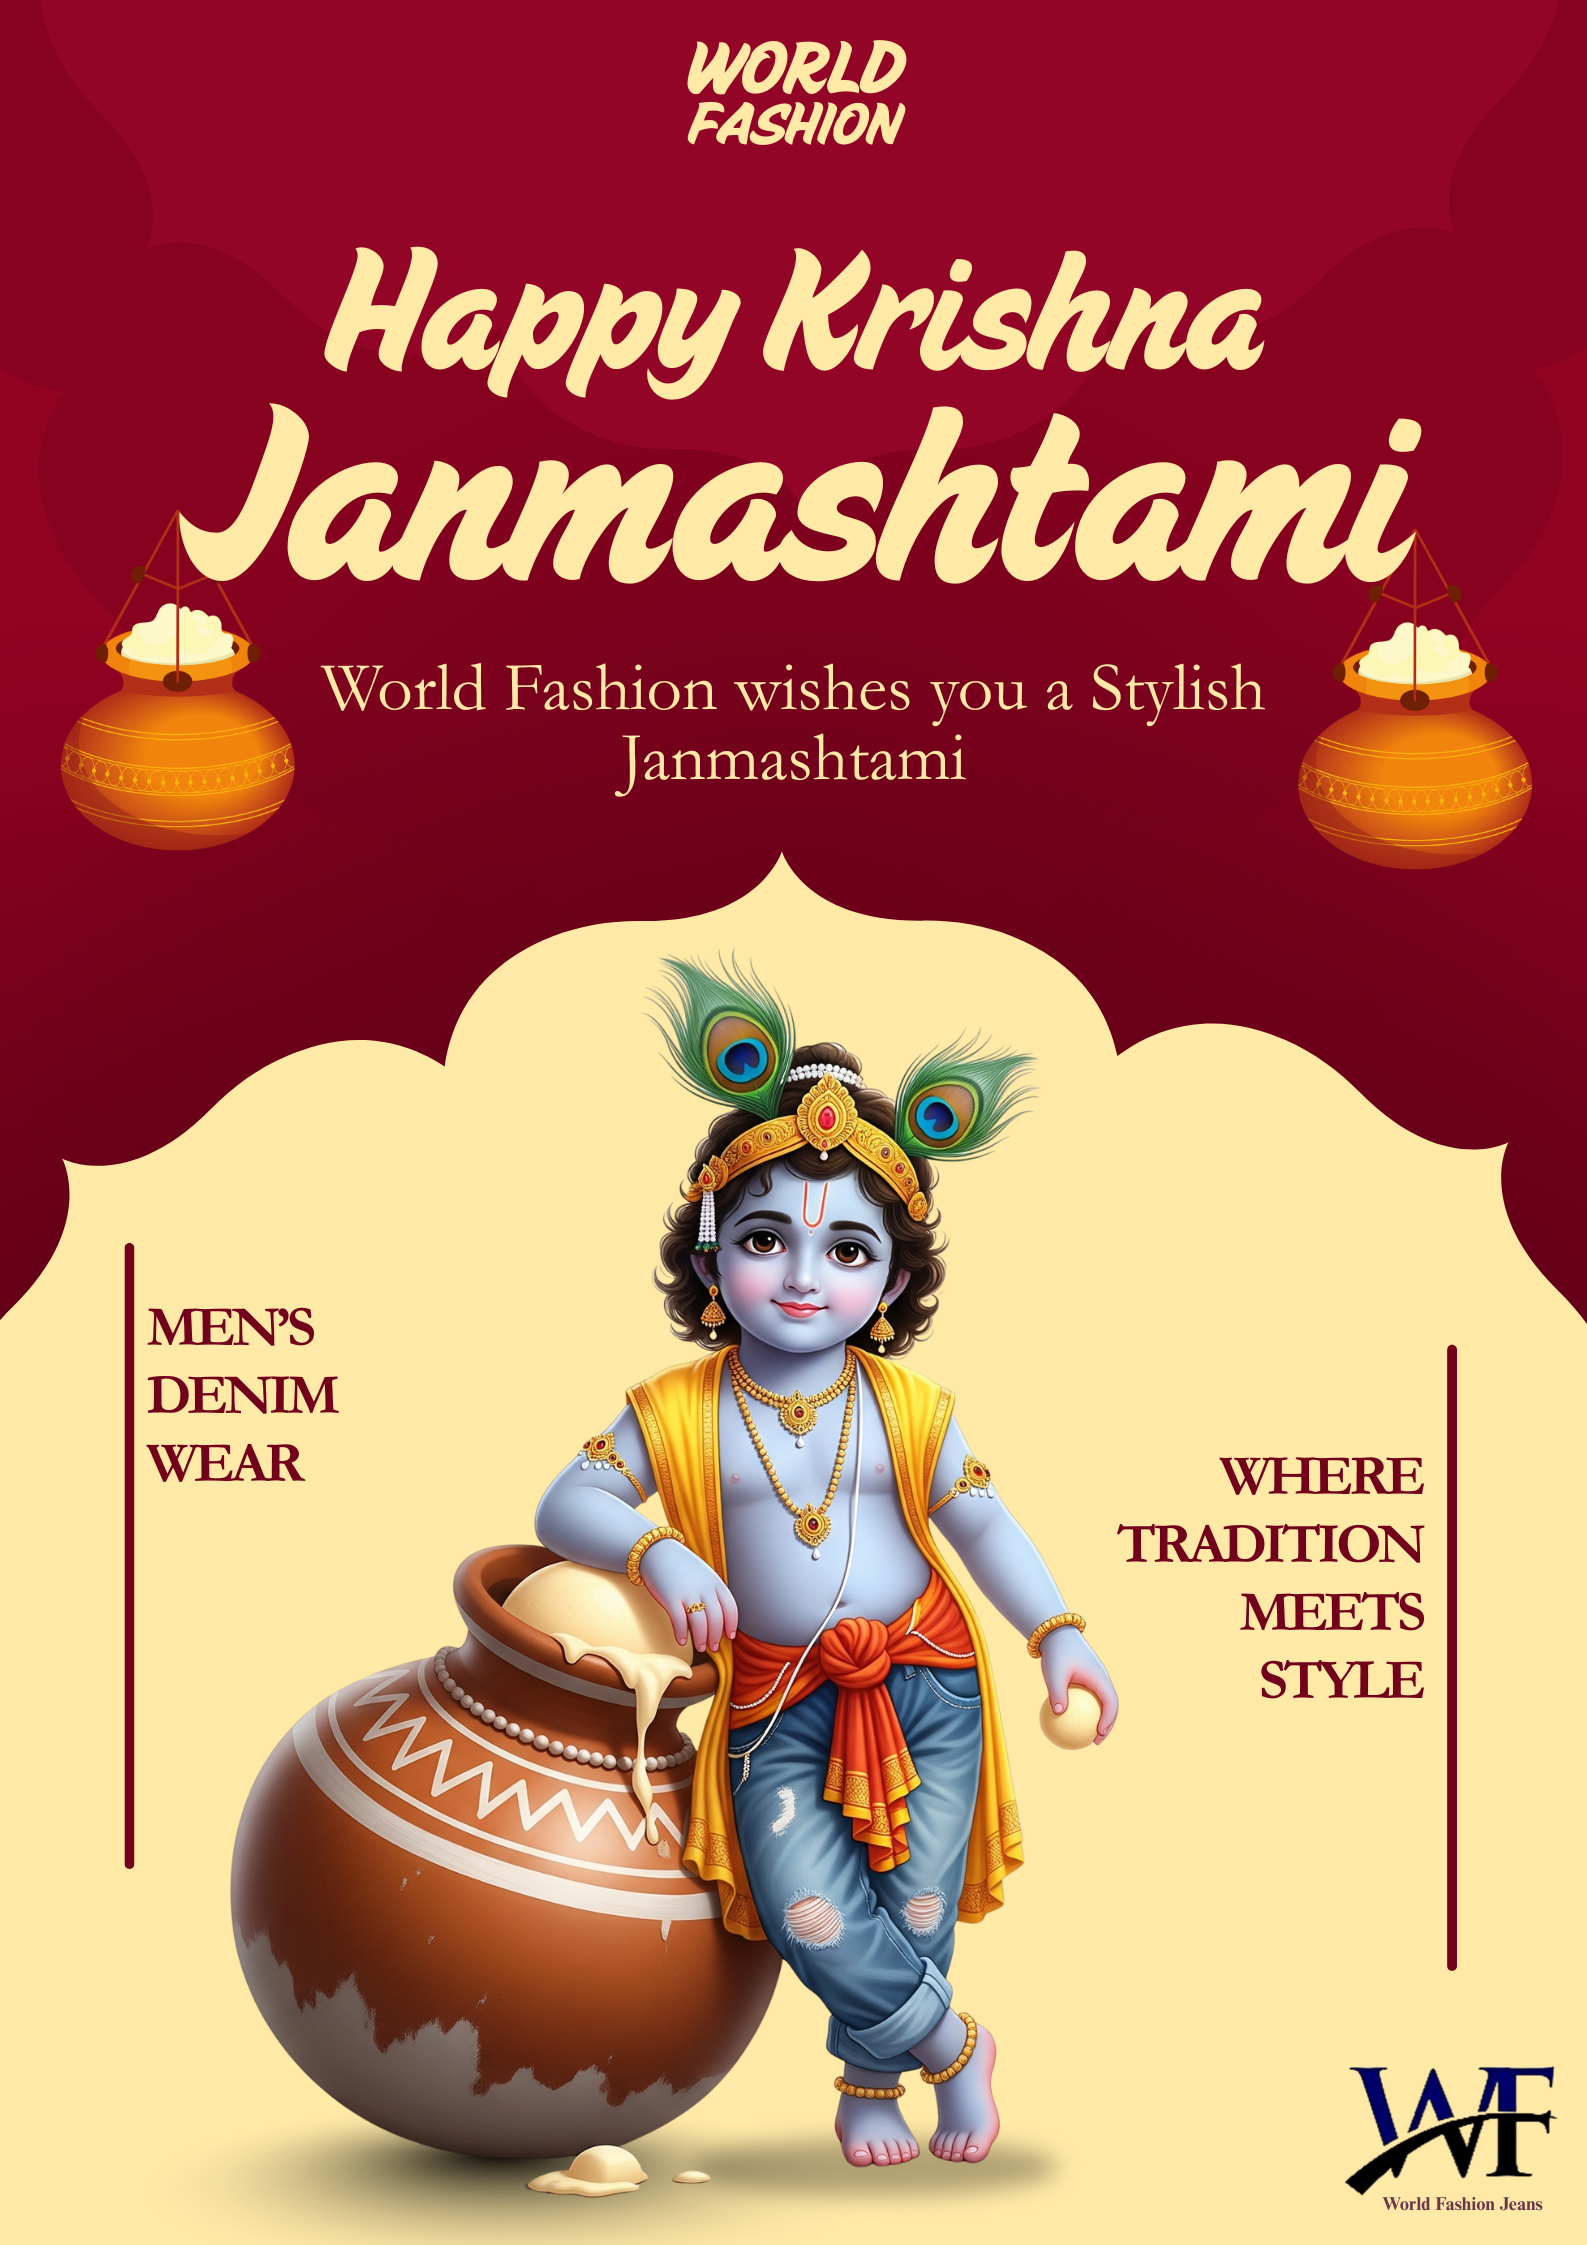 WORLD
FASHION
Happy Krishna
Janmashtami
World Fashion wishes you a Stylish
Janmashtami
MEN'S
DENIM
WEAR
WHERE
TRADITION
MEETS
STYLE
WF
World Fashion Jeans